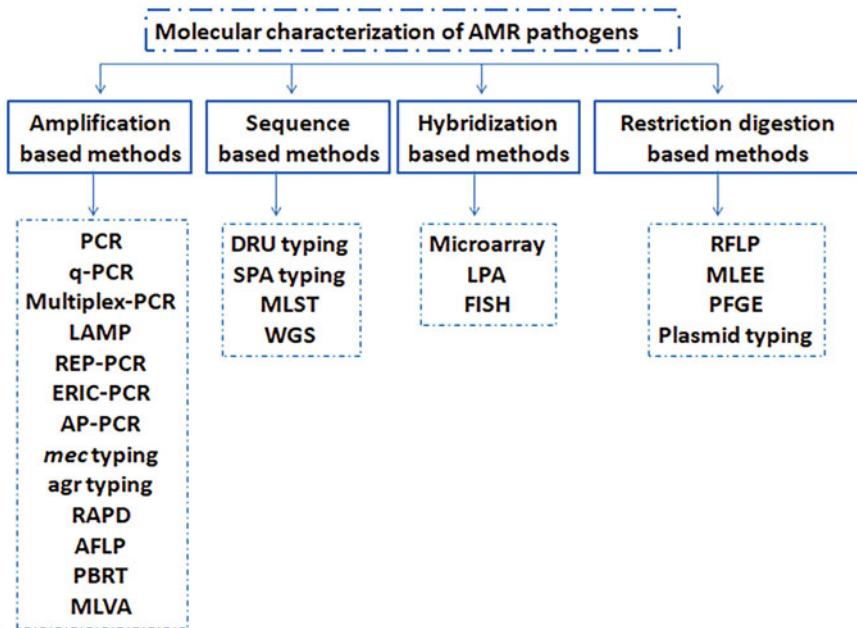 Molecular characterization of AMR pathogens
Amplification
based methods
Sequence
based methods
Hybridization
based methods
Restriction digestion
based methods
PCR
q-PCR
Multiplex-PCR
LAMP
REP-PCR
ERIC-PCR
AP-PCR
mec typing
agr typing
RAPD
AFLP
PBRT
MLVA
DRU typing
SPA typing
MLST
WGS
Microarray
LPA
FISH
RFLP
MLEE
PFGE
Plasmid typing